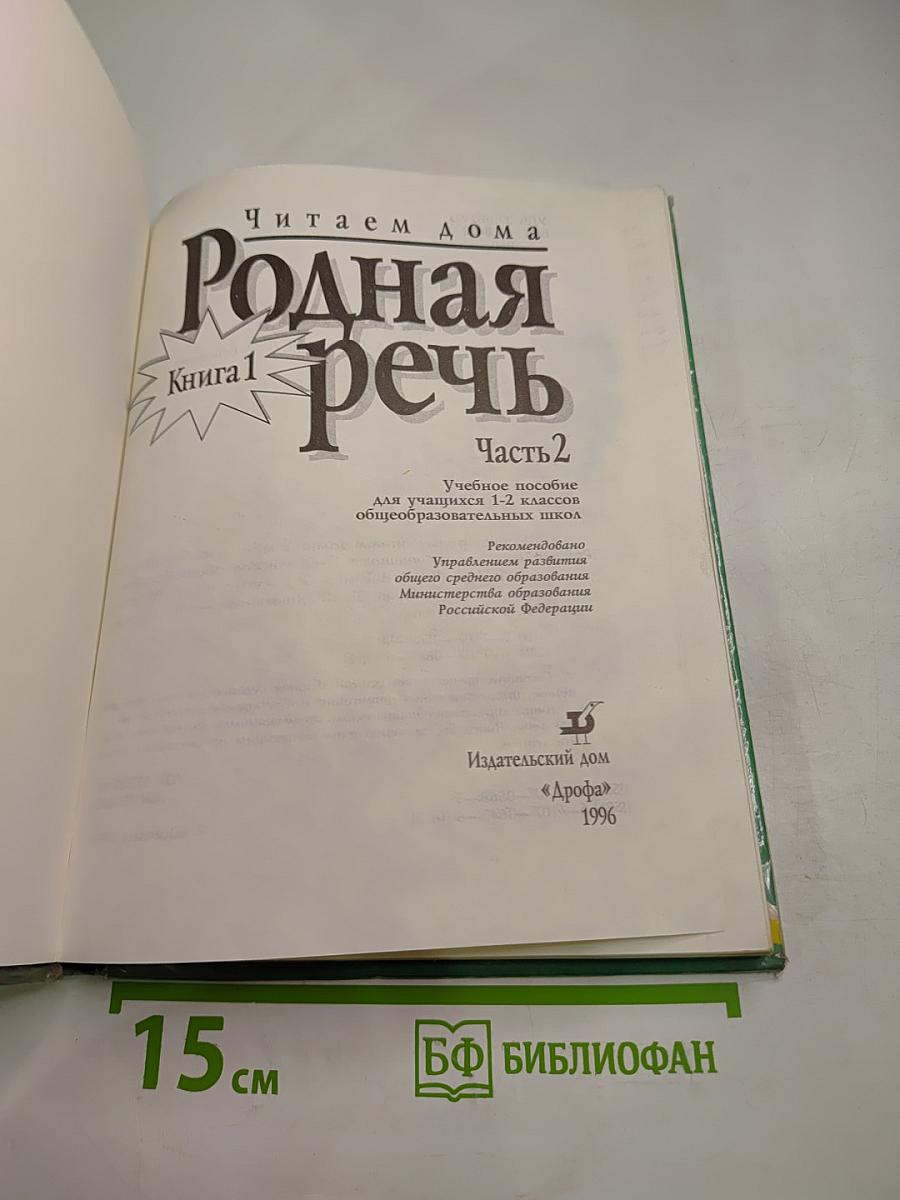 Читаем дома
Родная
речь
Книга 1
Часть 2
Учебное пособие
для учащихся 1-2 классов
общеобразовательных школ
Рекомендовано
Управлением развития
общего среднего образования
Министерства образования
Российской Федерации
Издательский дом
«Дрофа»
1996
15 см
БФ БИБЛИОФАН